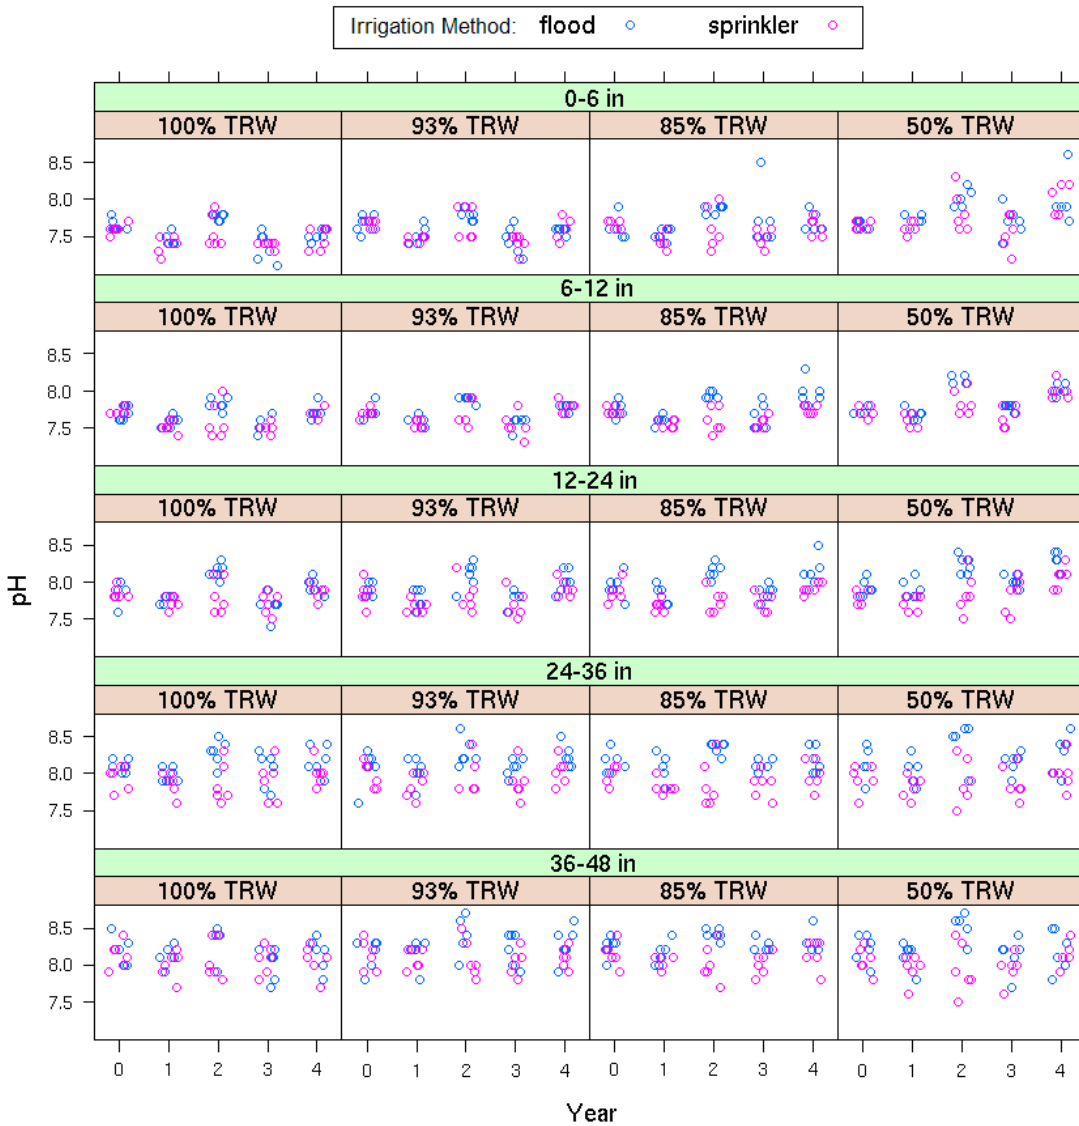 Irrigation Method: flood sprinkler
0-6 in
100% TRW 93% TRW 85% TRW 50% TRW
8.5
8.0
7.5
6-12 in
100% TRW 93% TRW 85% TRW 50% TRW
8.5
8.0
7.5
12-24 in
100% TRW 93% TRW 85% TRW 50% TRW
8.5
8.0
7.5
pH
24-36 in
100% TRW 93% TRW 85% TRW 50% TRW
8.5
8.0
7.5
36-48 in
100% TRW 93% TRW 85% TRW 50% TRW
8.5
8.0
7.5
0 1 2 3 4 0 1 2 3 4 0 1 2 3 4 0 1 2 3 4
Year